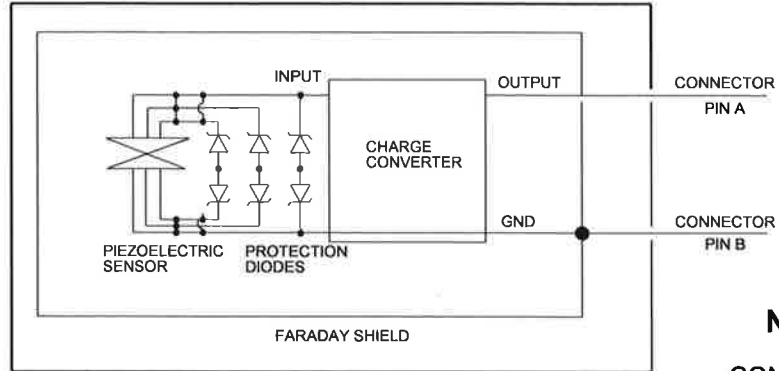 INPUT
OUTPUT
CONNECTOR
PIN A
CHARGE
CONVERTER
GND
CONNECTOR
PIN B
PIEZOELECTRIC
SENSOR
PROTECTION
DIODES
FARADAY SHIELD